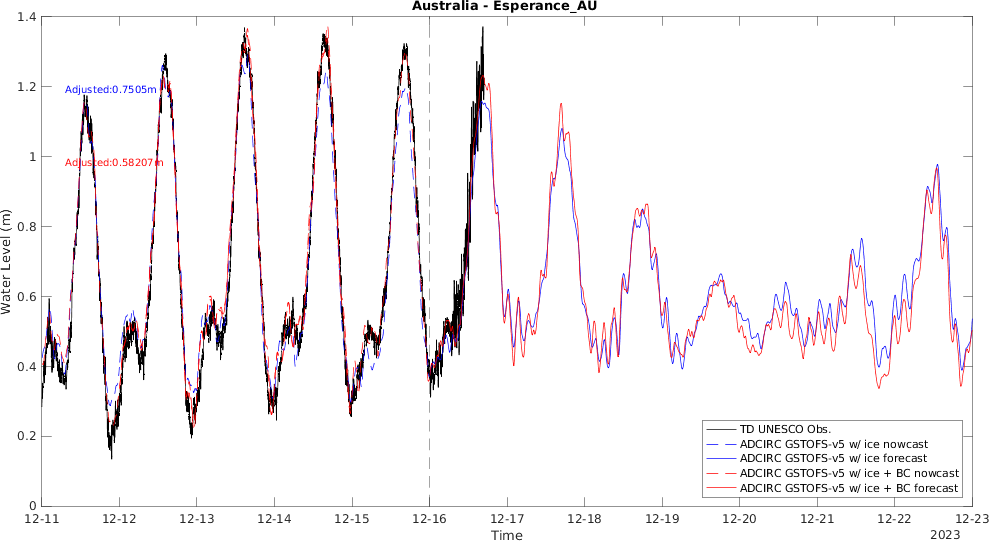 Australia - Esperance_AU
1.4
1.2
1
0.8
0.6
0.4
0.2
0
Water Level (m)
Adjusted:0.7505m
Adjusted:0.58207m
TD UNESCO Obs.
ADCIRC GSTOFS-v5 w/ ice nowcast
ADCIRC GSTOFS-v5 w/ ice forecast
ADCIRC GSTOFS-v5 w/ ice + BC nowcast
ADCIRC GSTOFS-v5 w/ ice + BC forecast
12-11 12-12 12-13 12-14 12-15 12-16 12-17 12-18 12-19 12-20 12-21 12-22 12-23
Time
2023